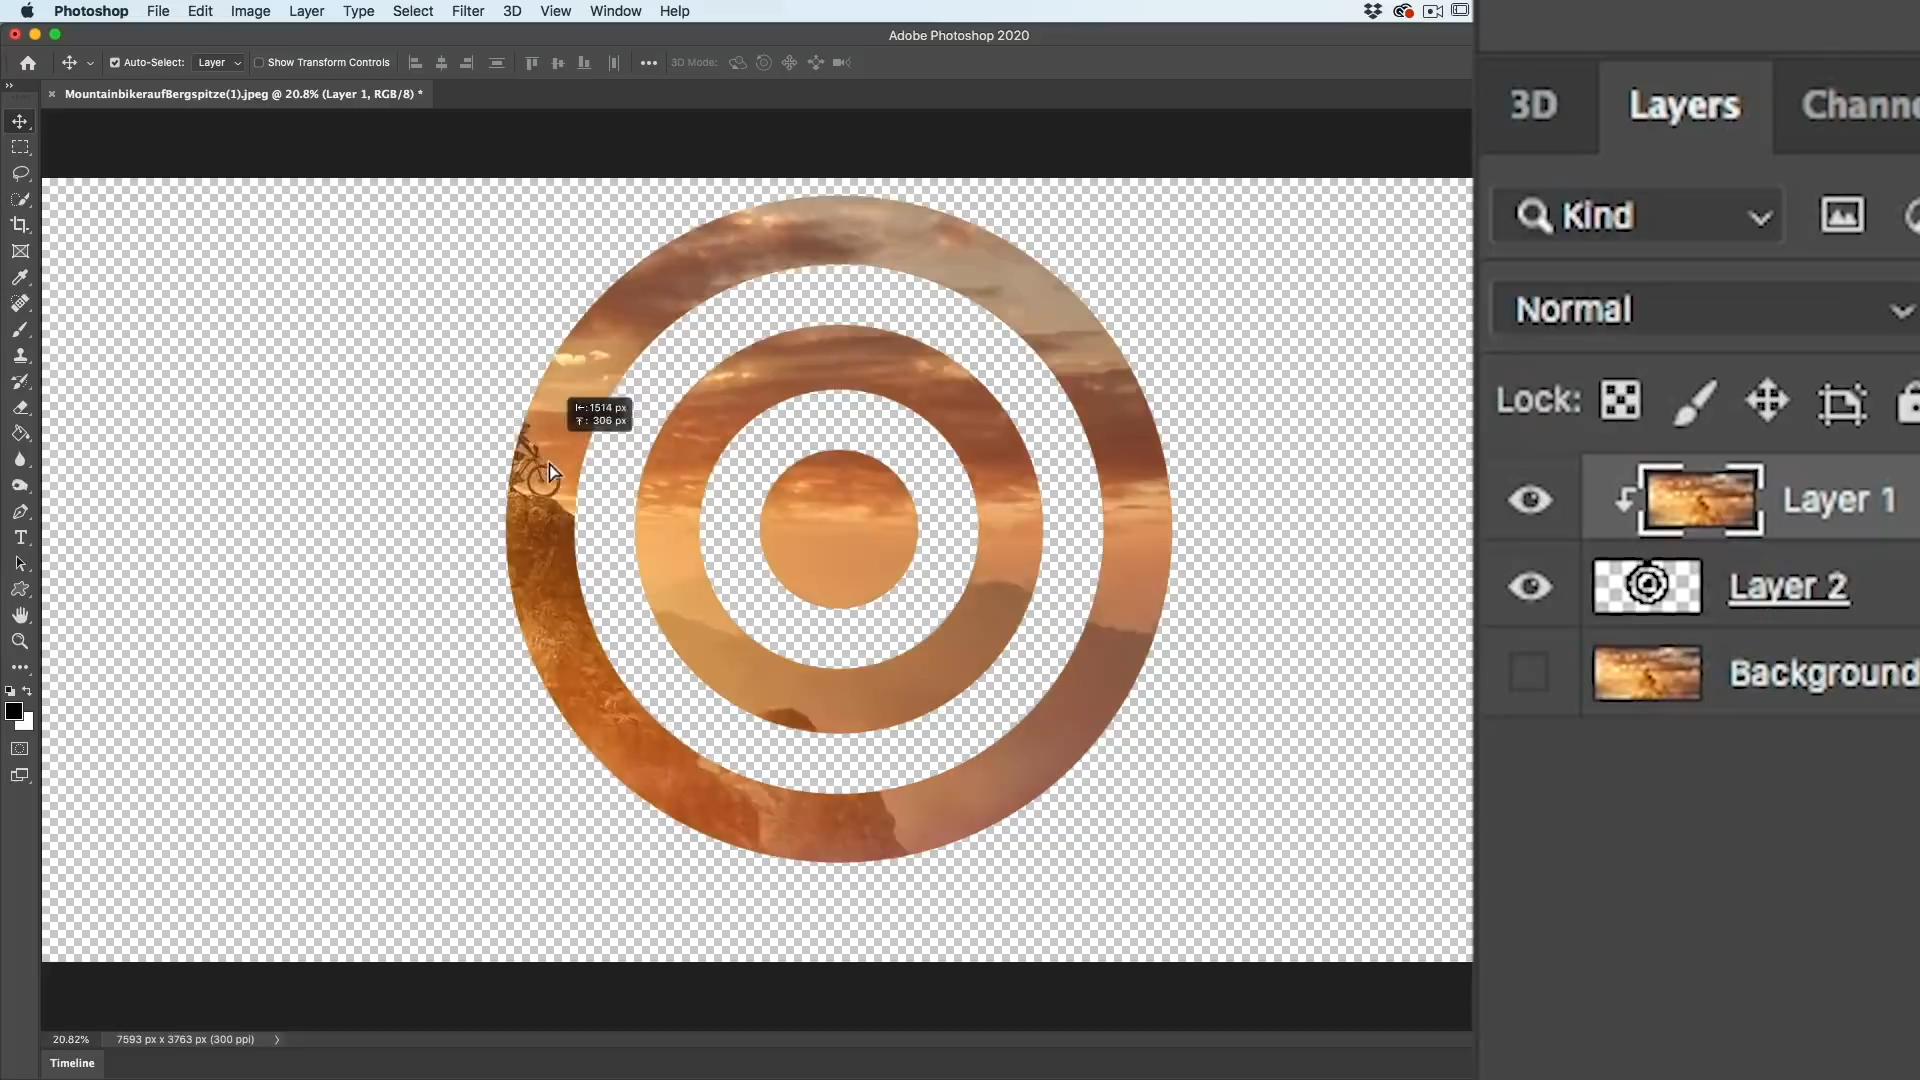 Photoshop File Edit Image Layer Type Select Filter 3D View Window Help
Adobe Photoshop 2020
Auto-Select: Layer Show Transform Controls 3D Mode:
MountainbikeraufBergspitze(1).jpeg @ 20.8% (Layer 1, RGB/8) *
1514 px
306 px
20.82% 7593 px x 3763 px (300 ppi)
Timeline
3D Layers Channe
Kind
Normal
Lock:
Layer 1
Layer 2
Background